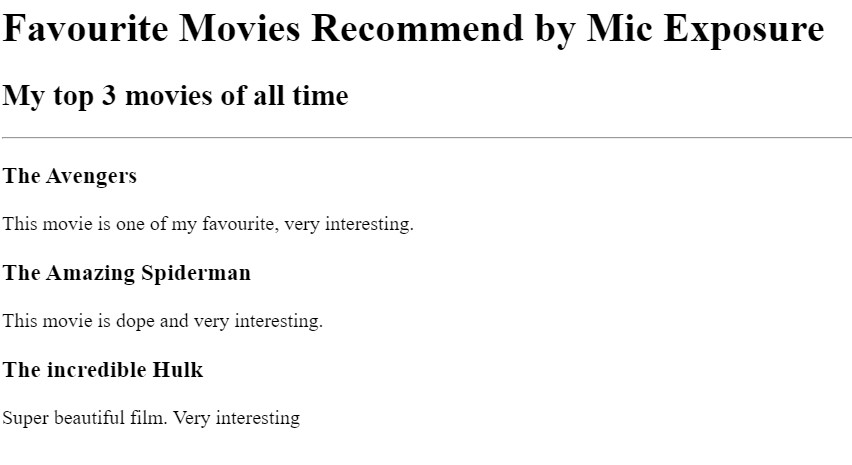 Favourite Movies Recommend by Mic Exposure
My top 3 movies of all time
The Avengers
This movie is one of my favourite, very interesting.
The Amazing Spiderman
This movie is dope and very interesting.
The incredible Hulk
Super beautiful film. Very interesting